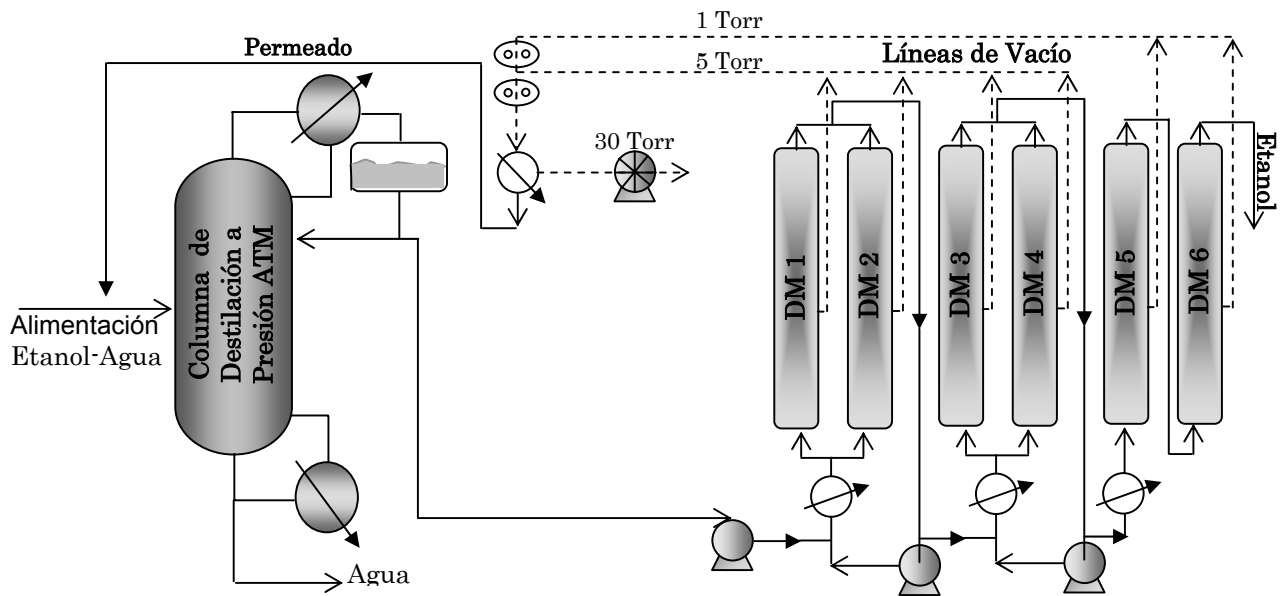 1 Torr
Permeado
5 Torr
Líneas de Vacío
30 Torr
Etanol
Columna de
Destilación a
Presión ATM
DM 1
DM 2
DM 3
DM 4
DM 5
DM 6
Alimentación
Etanol-Agua
Agua